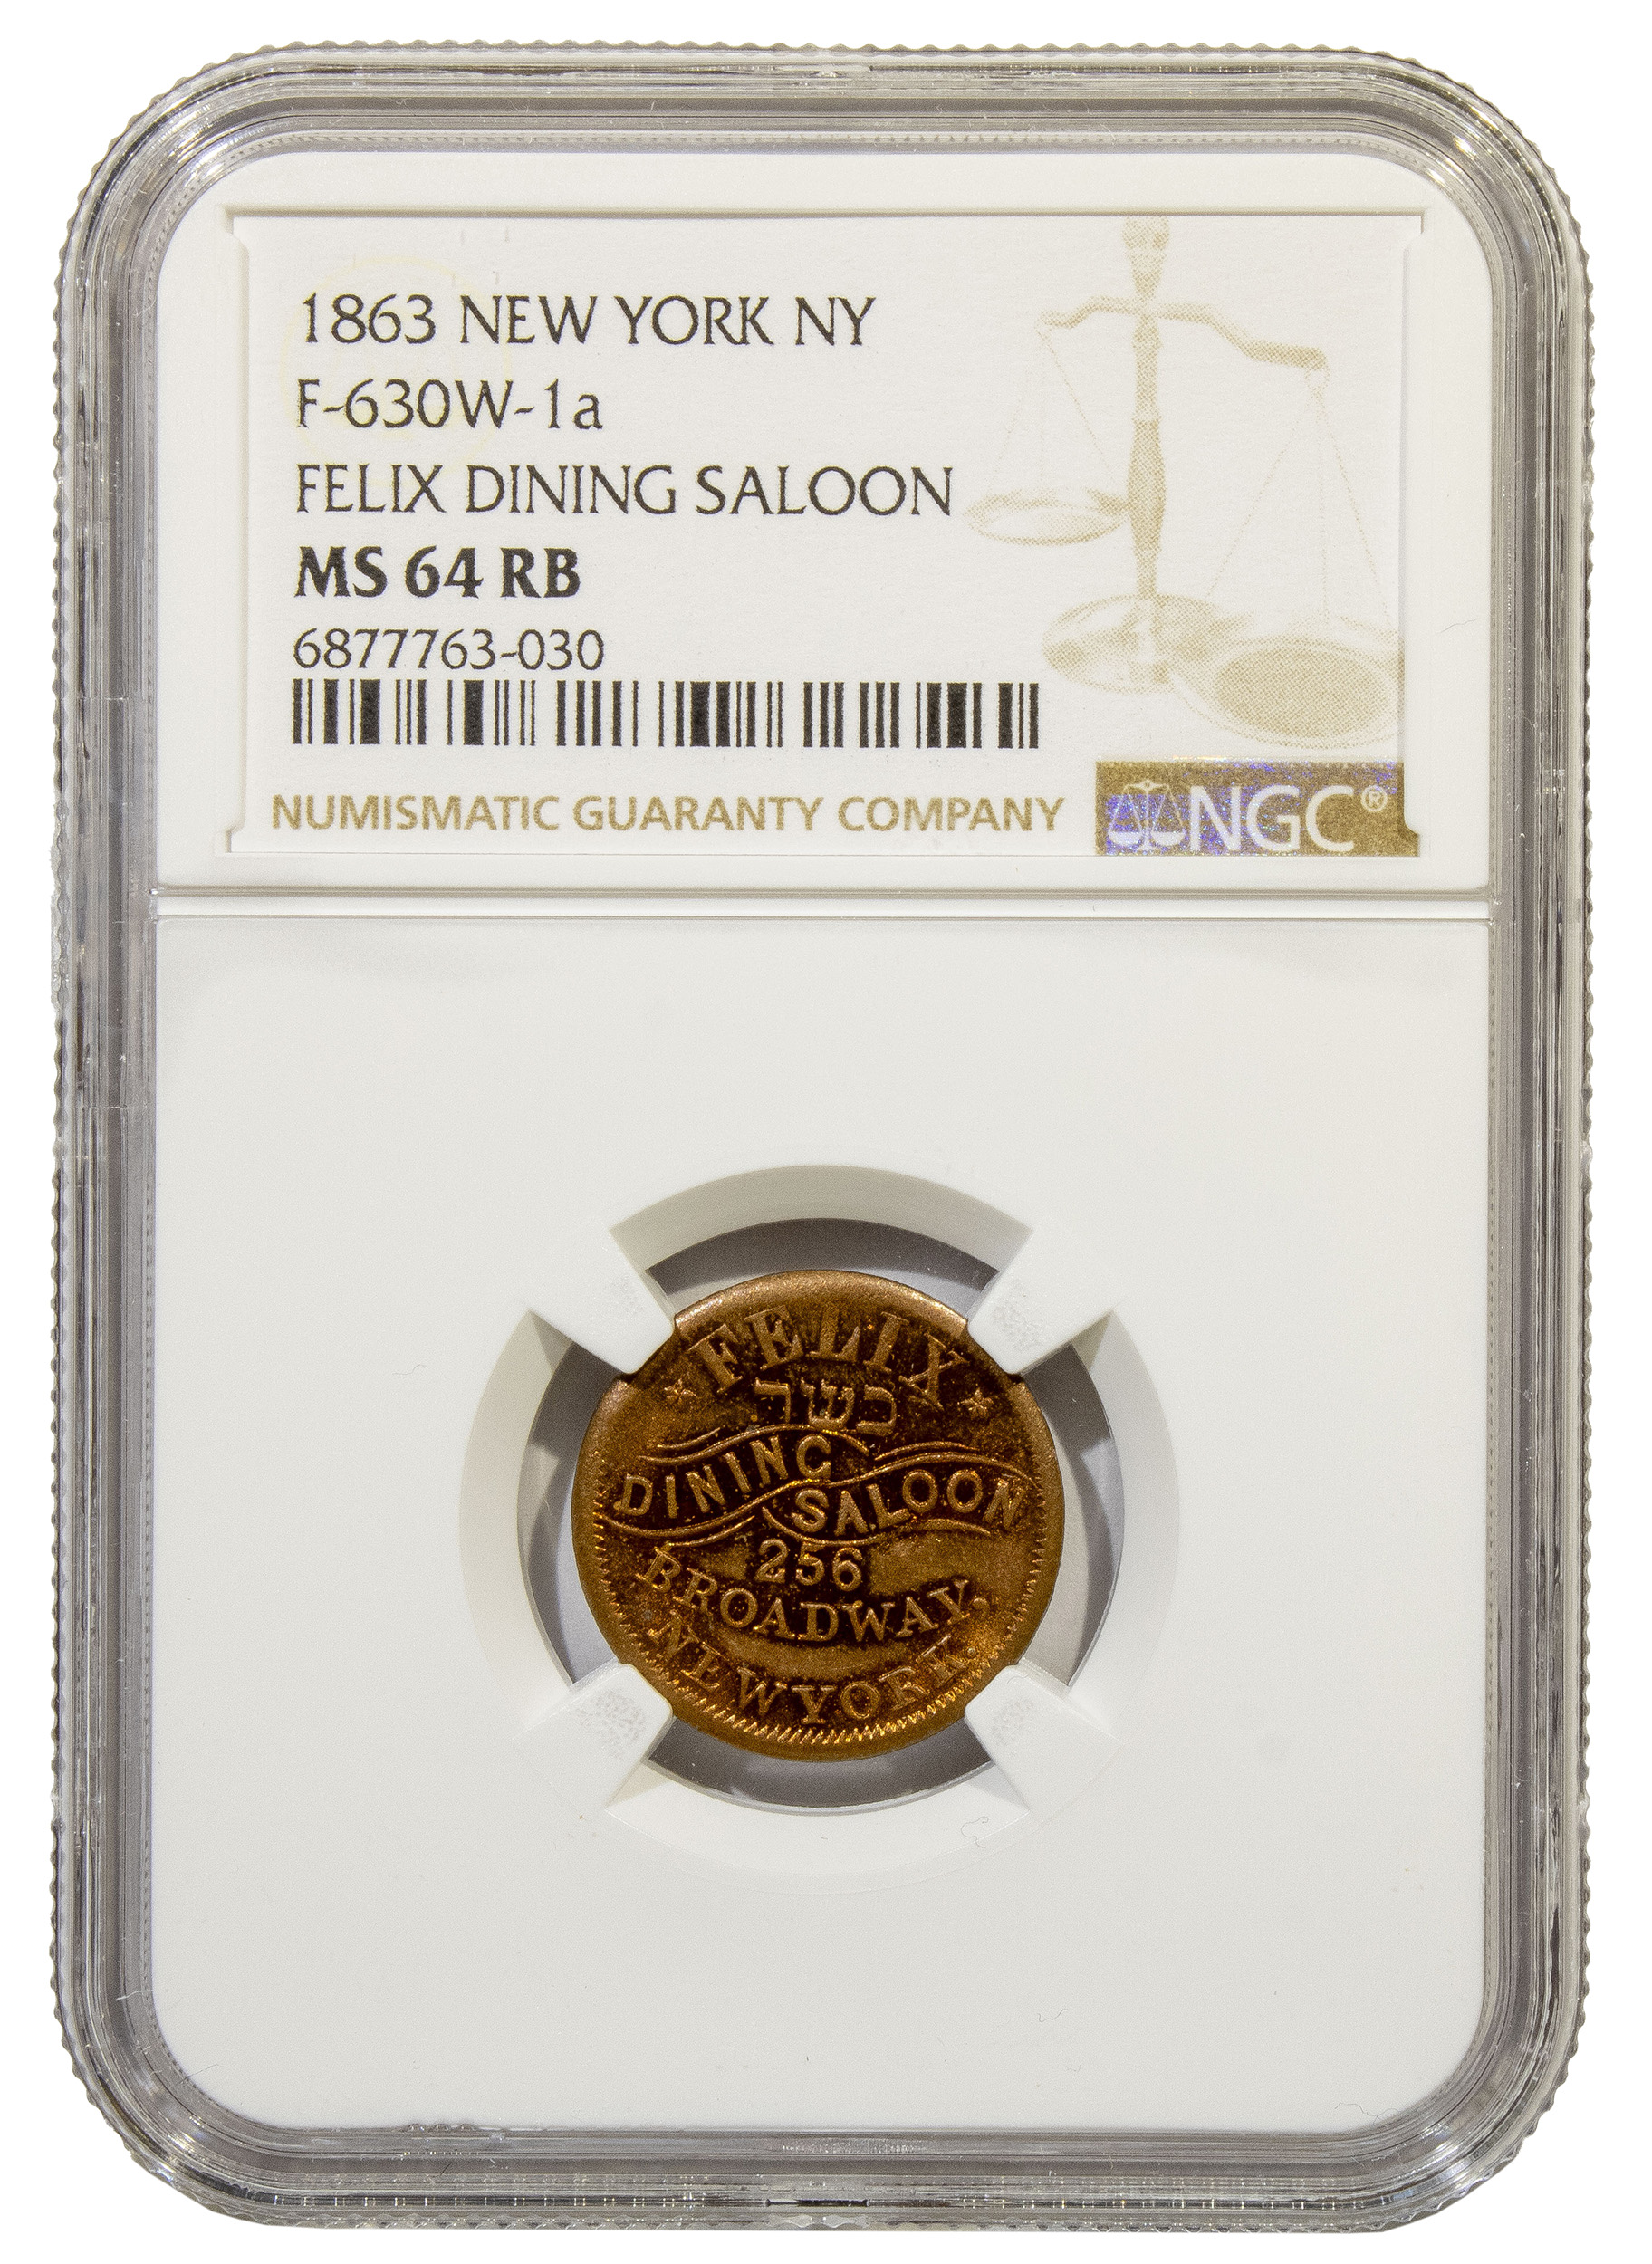 1863 NEW YORK NY
F-630W-1a
FELIX DINING SALOON
MS 64 RB
6877763-030
NUMISMATIC GUARANTY COMPANY
NGC®
FELIX
כשר
DINING
SALOON
256
BROADWAY,
NEW YORK.